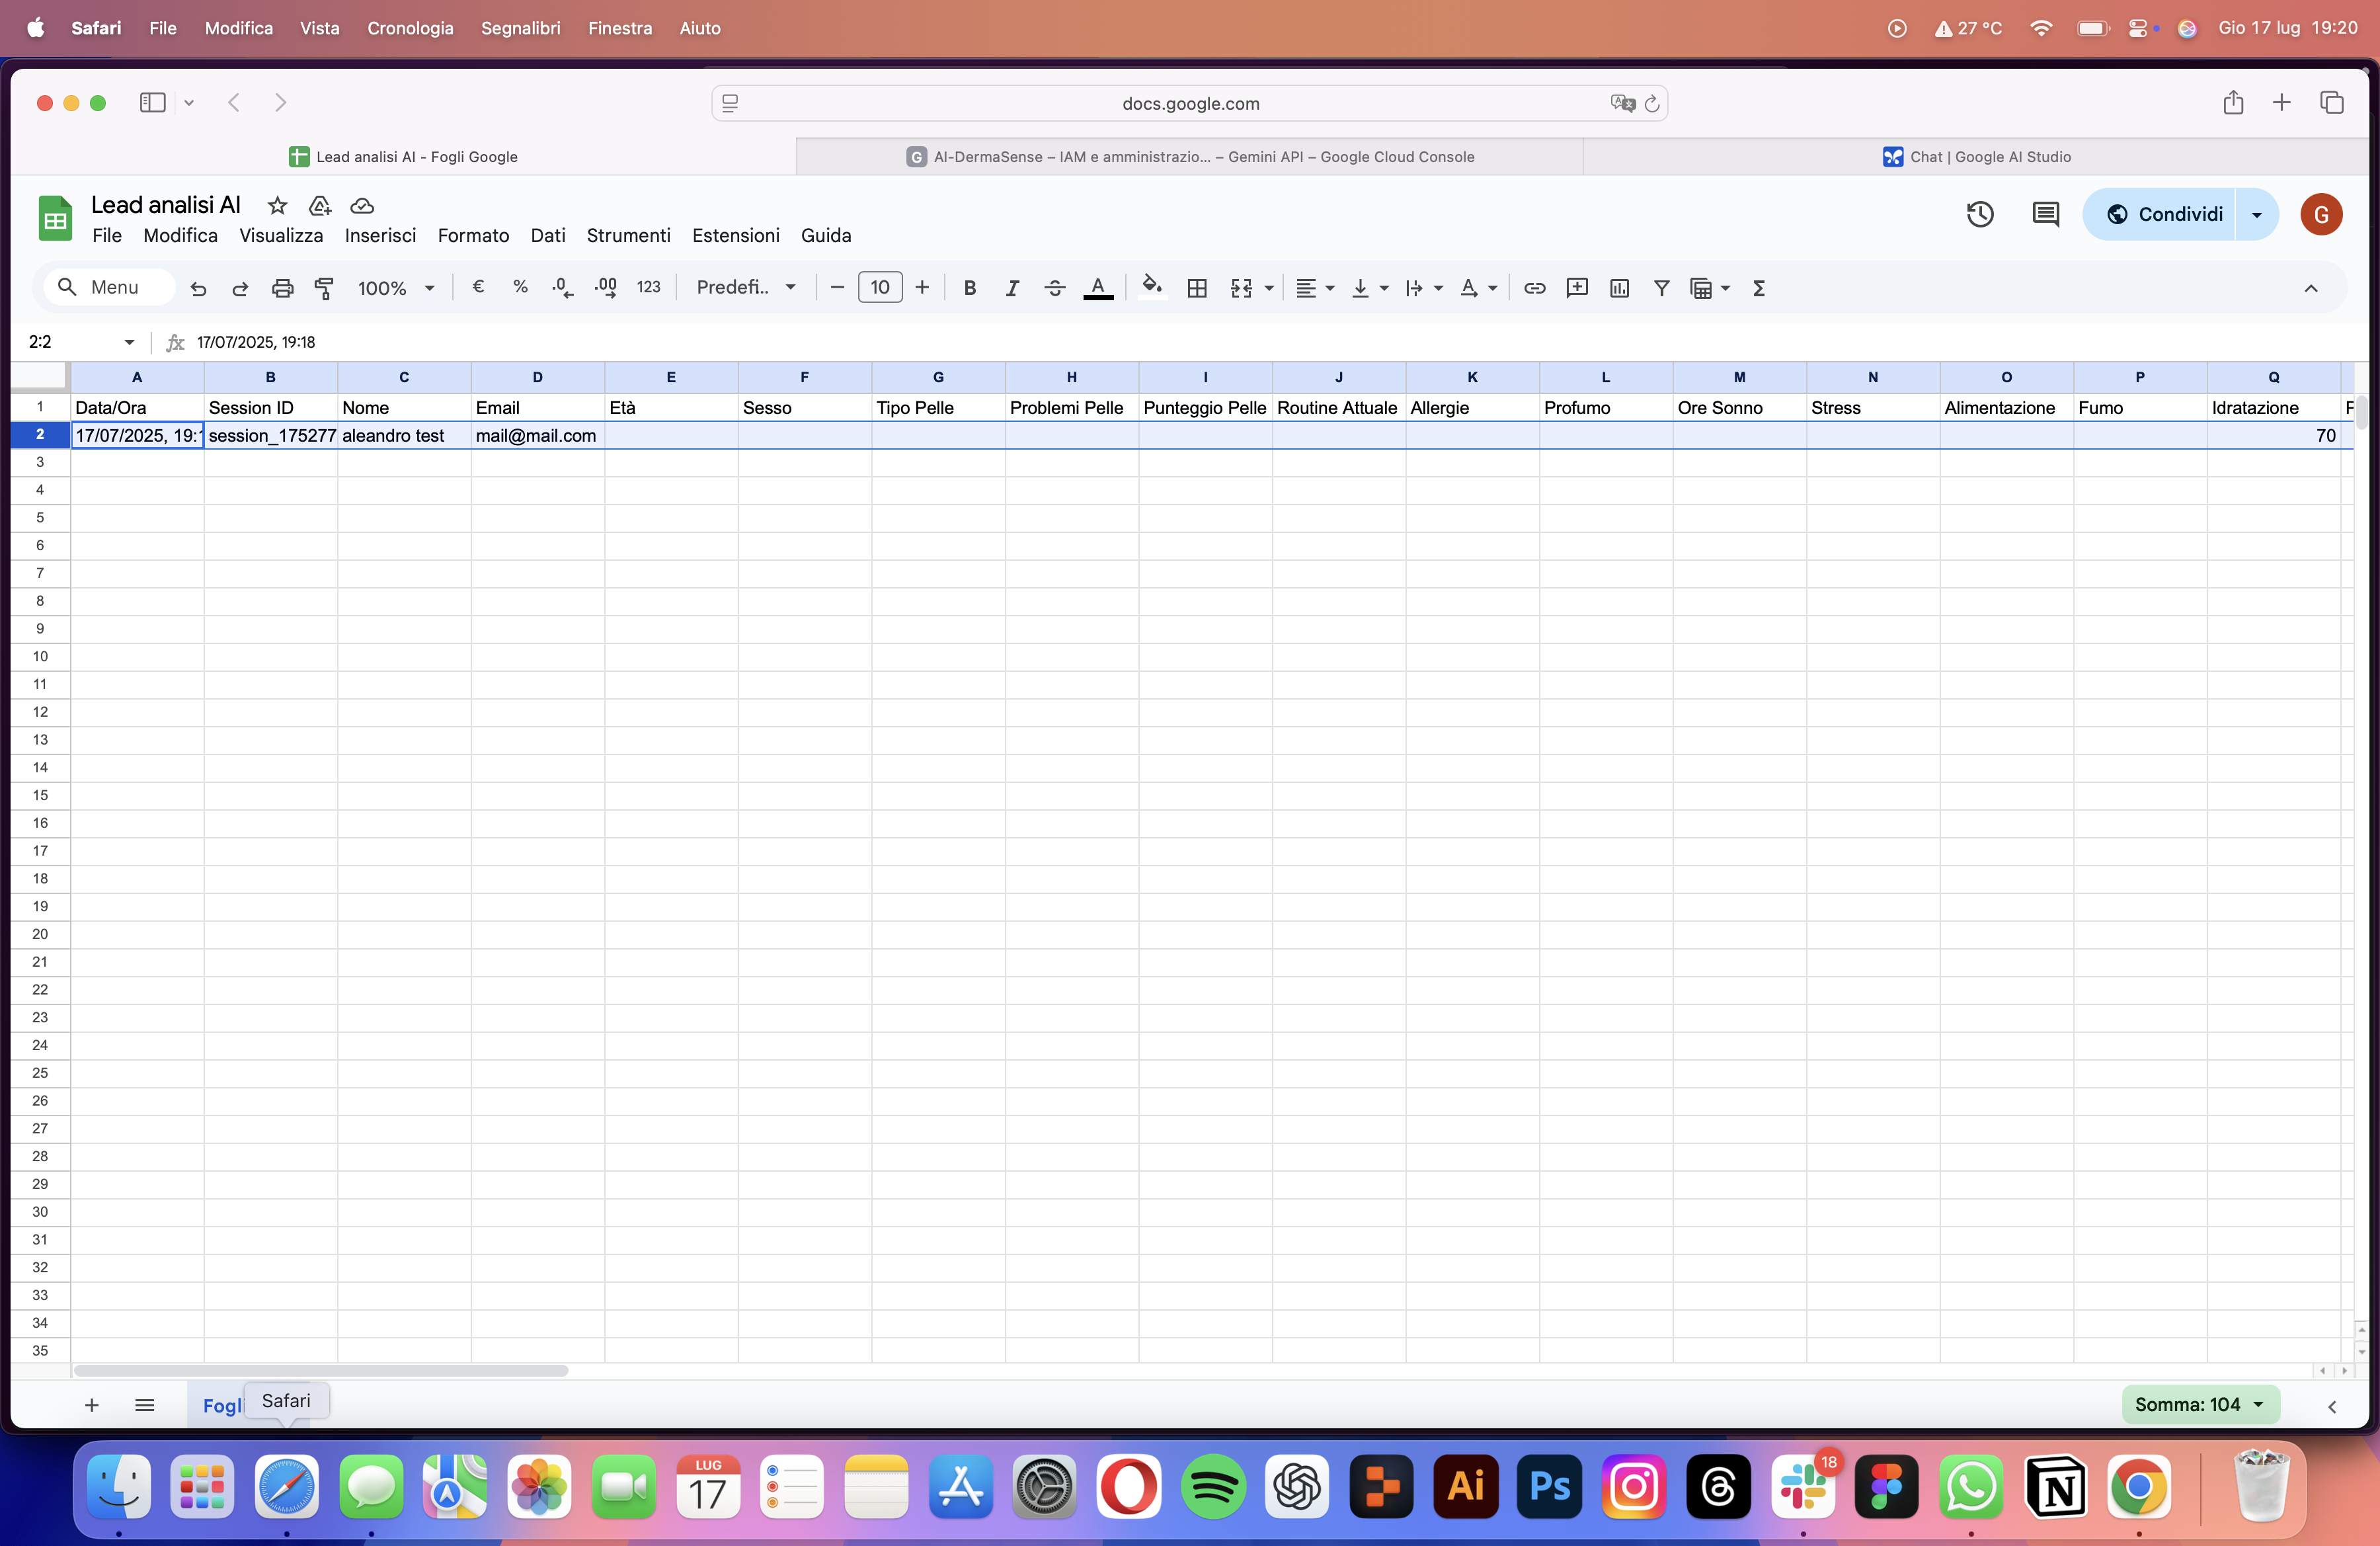 Safari File Modifica Vista Cronologia Segnalibri Finestra Aiuto 27 °C Gio 17 lug 19:20
docs.google.com
Lead analisi AI - Fogli Google
G AI-DermaSense – IAM e amministrazio... – Gemini API – Google Cloud Console
Chat | Google AI Studio
Lead analisi AI
File Modifica Visualizza Inserisci Formato Dati Strumenti Estensioni Guida
Condividi
G
Menu 100% € % .0 .00 123 Predefi.. 10 B I A A
2:2 fx 17/07/2025, 19:18
A B C D E F G H I J K L M N O P Q
1 Data/Ora Session ID Nome Email Età Sesso Tipo Pelle Problemi Pelle Punteggio Pelle Routine Attuale Allergie Profumo Ore Sonno Stress Alimentazione Fumo Idratazione
2 17/07/2025, 19: session_175277 aleandro test mail@mail.com 70
3
4
5
6
7
8
9
10
11
12
13
14
15
16
17
18
19
20
21
22
23
24
25
26
27
28
29
30
31
32
33
34
35
Fogli
Safari
Somma: 104
LUG
17
Ai
Ps
18
N